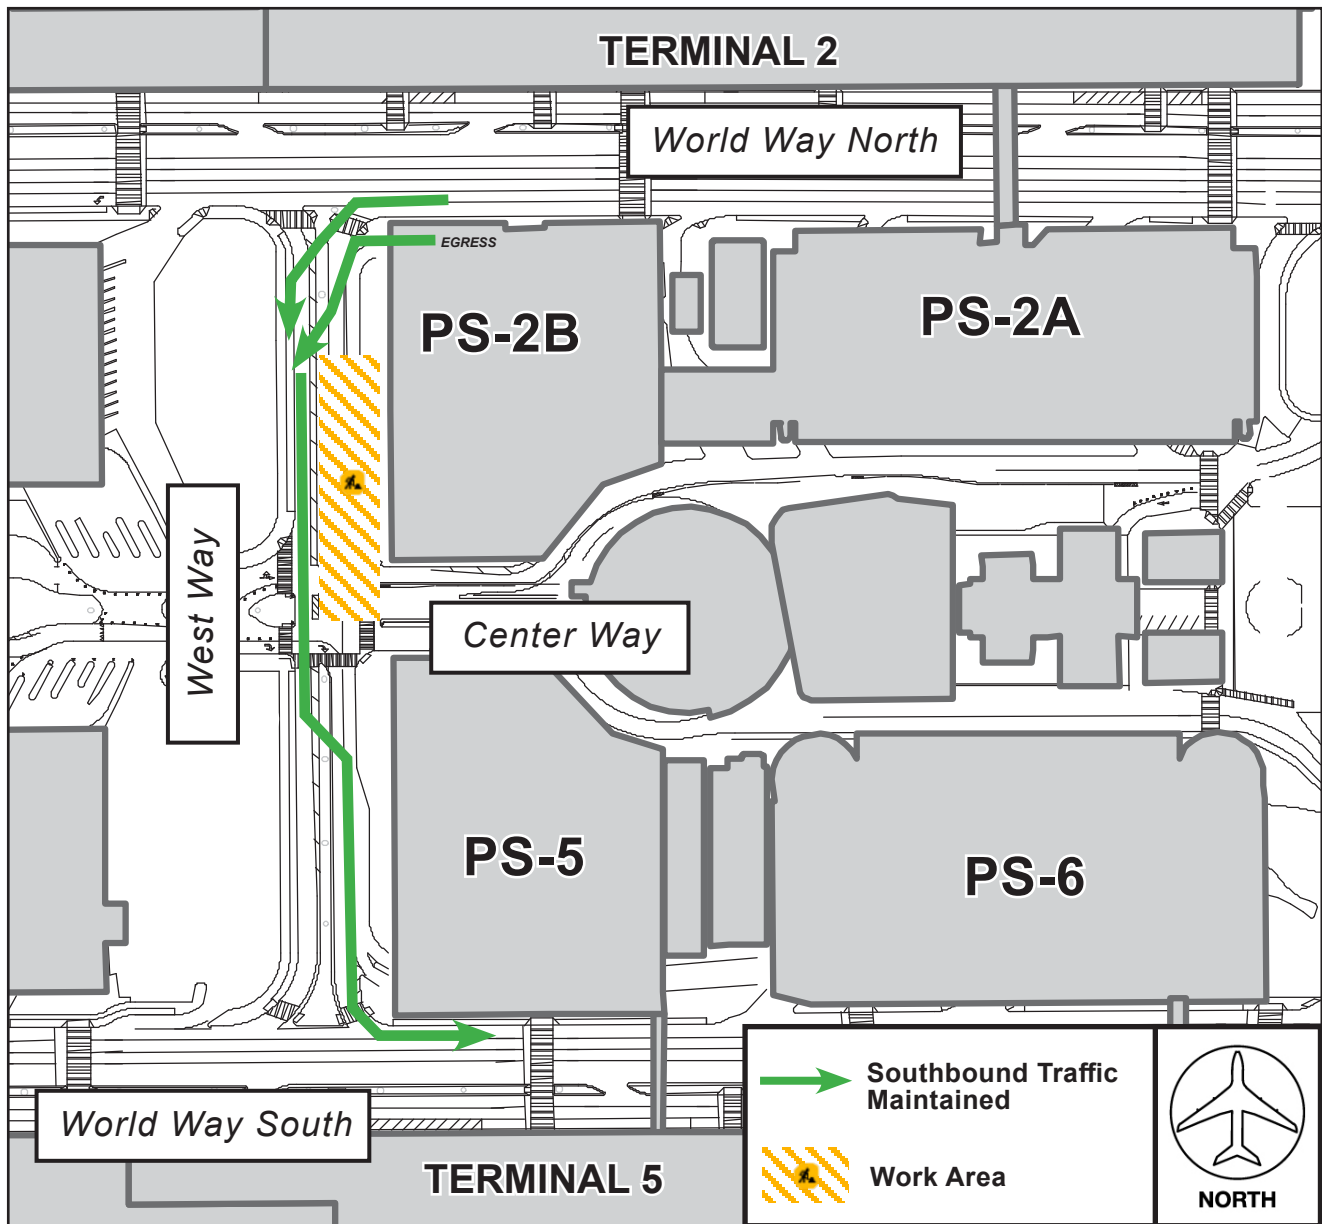 TERMINAL 2
World Way North
EGRESS
PS-2B
PS-2A
West Way
Center Way
PS-5
PS-6
World Way South
TERMINAL 5
Southbound Traffic
Maintained
Work Area
NORTH